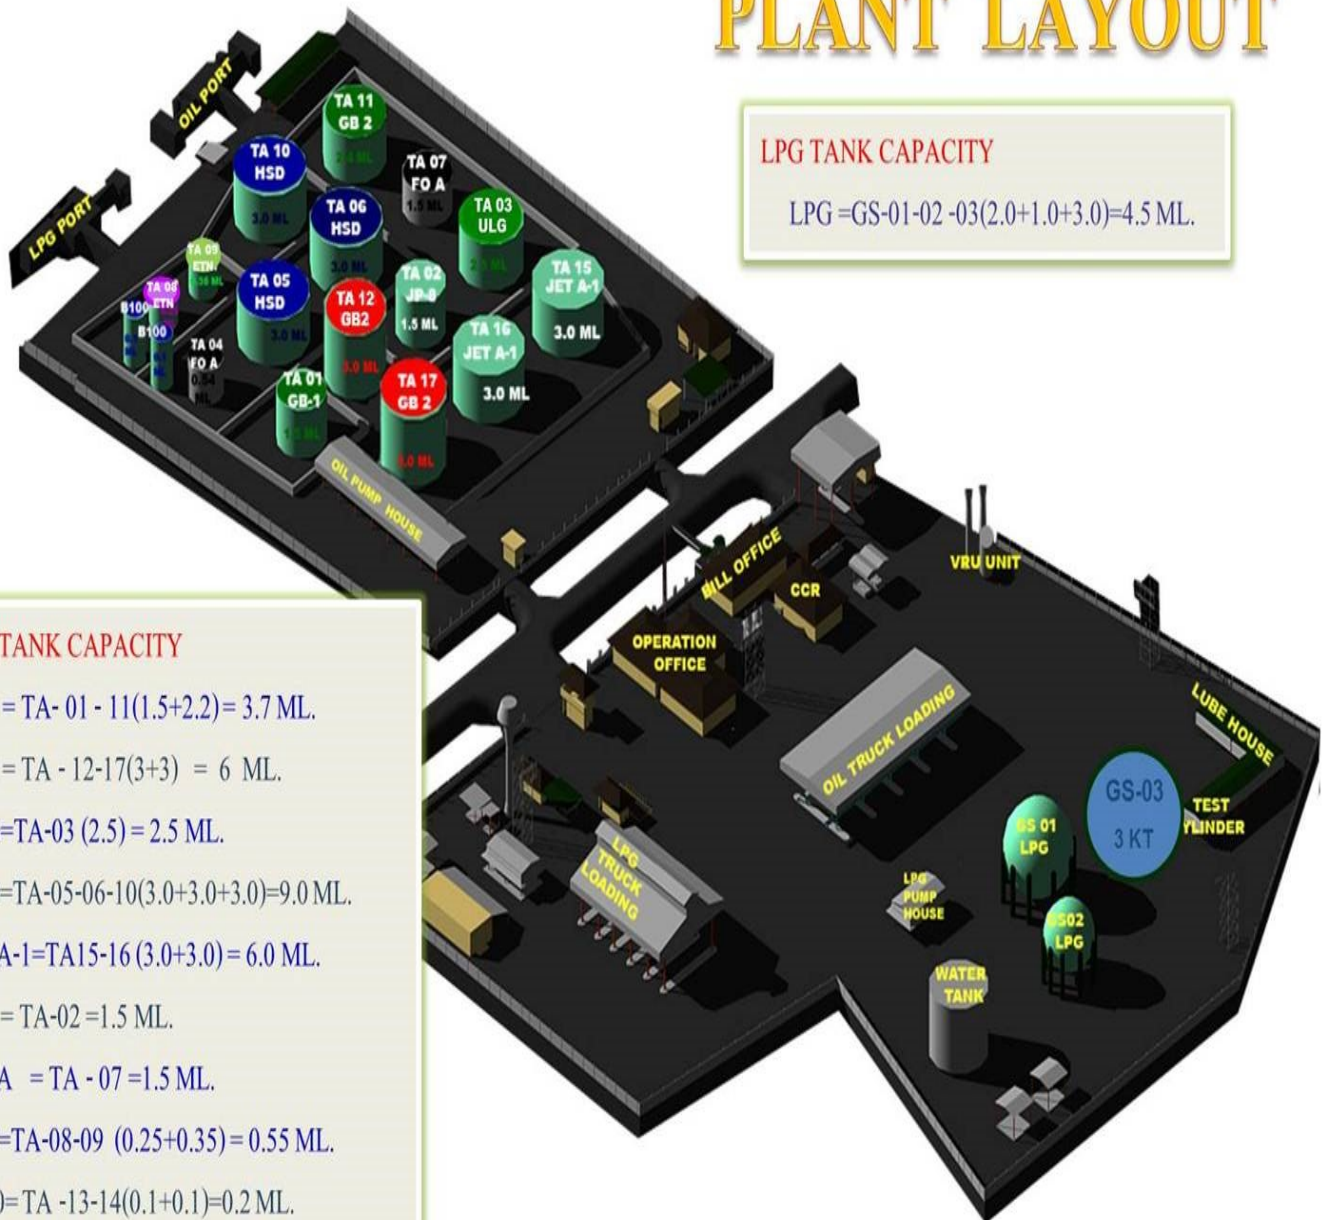 PLANT LAYOUT
LPG TANK CAPACITY
LPG =GS-01-02 -03(2.0+1.0+3.0)=4.5 ML.
OIL PORT
LPG PORT
TA 11
GB 2
TA 10
HSD
3.0 ML
TA 07
FO A
1.5 ML
TA 06
HSD
3.0 ML
TA 03
ULG
TA 09
ETN
TA 15
JET A-1
3.0 ML
TA 05
HSD
3.0 ML
TA 02
JP-8
1.5 ML
TA 08
ETN
TA 12
GB2
3.0 ML
B100
B100
TA 16
JET A-1
3.0 ML
TA 04
FO A
0.54
ML
TA 01
GB-1
TA 17
GB 2
3.0 ML
OIL PUMP HOUSE
BILL OFFICE
CCR
VRU UNIT
OPERATION
OFFICE
OIL TRUCK LOADING
LUBE HOUSE
GS-03
3 KT
TEST
YLINDER
GS 01
LPG
LPG
TRUCK
LOADING
LPG
PUMP
HOUSE
GS02
LPG
WATER
TANK
TANK CAPACITY
= TA- 01 - 11(1.5+2.2)= 3.7 ML.
= TA - 12-17(3+3) = 6 ML.
=TA-03 (2.5) = 2.5 ML.
=TA-05-06-10(3.0+3.0+3.0)=9.0 ML.
A-1=TA15-16 (3.0+3.0) = 6.0 ML.
= TA-02 =1.5 ML.
A = TA - 07 =1.5 ML.
=TA-08-09 (0.25+0.35) = 0.55 ML.
)= TA -13-14(0.1+0.1)=0.2 ML.